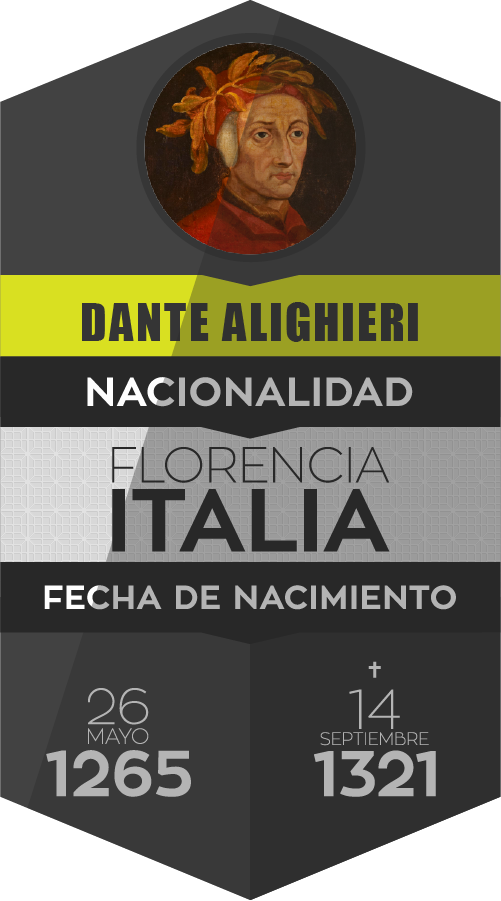 DANTE ALIGHIERI
NACIONALIDAD
FLORENCIA
ITALIA
FECHA DE NACIMIENTO
26
MAYO
1265
✝
14
SEPTIEMBRE
1321